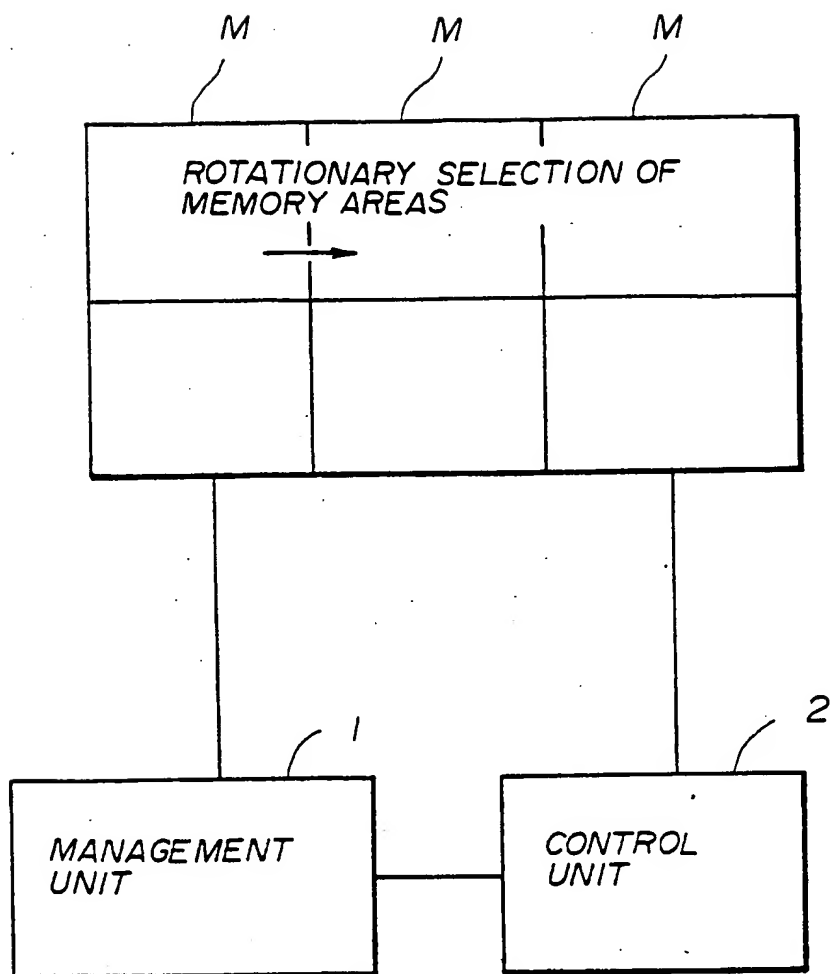 M M M
ROTATIONARY SELECTION OF
MEMORY AREAS
1
2
MANAGEMENT
UNIT
CONTROL
UNIT